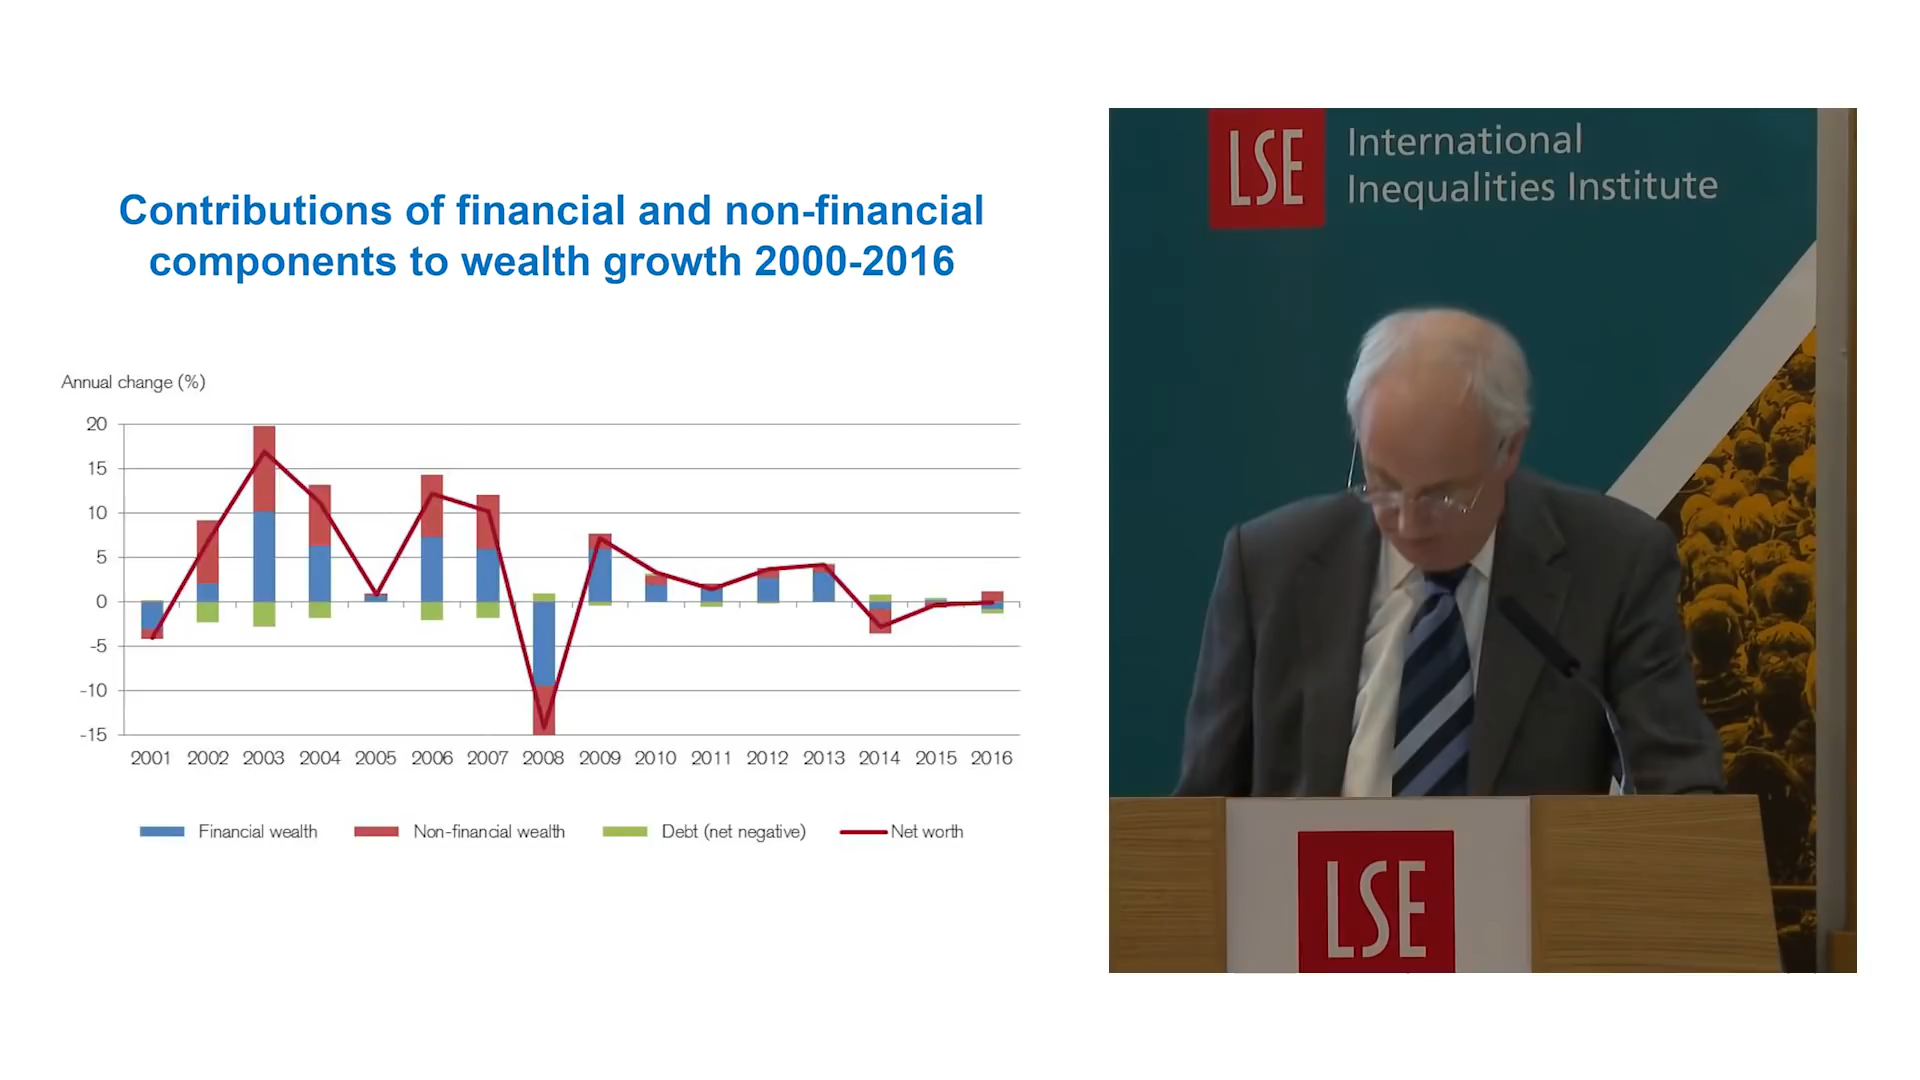 Contributions of financial and non-financial
components to wealth growth 2000-2016
Annual change (%)
20
15
10
5
0
-5
-10
-15
2001 2002 2003 2004 2005 2006 2007 2008 2009 2010 2011 2012 2013 2014 2015 2016
Financial wealth Non-financial wealth Debt (net negative) Net worth
LSE
International
Inequalities Institute
LSE